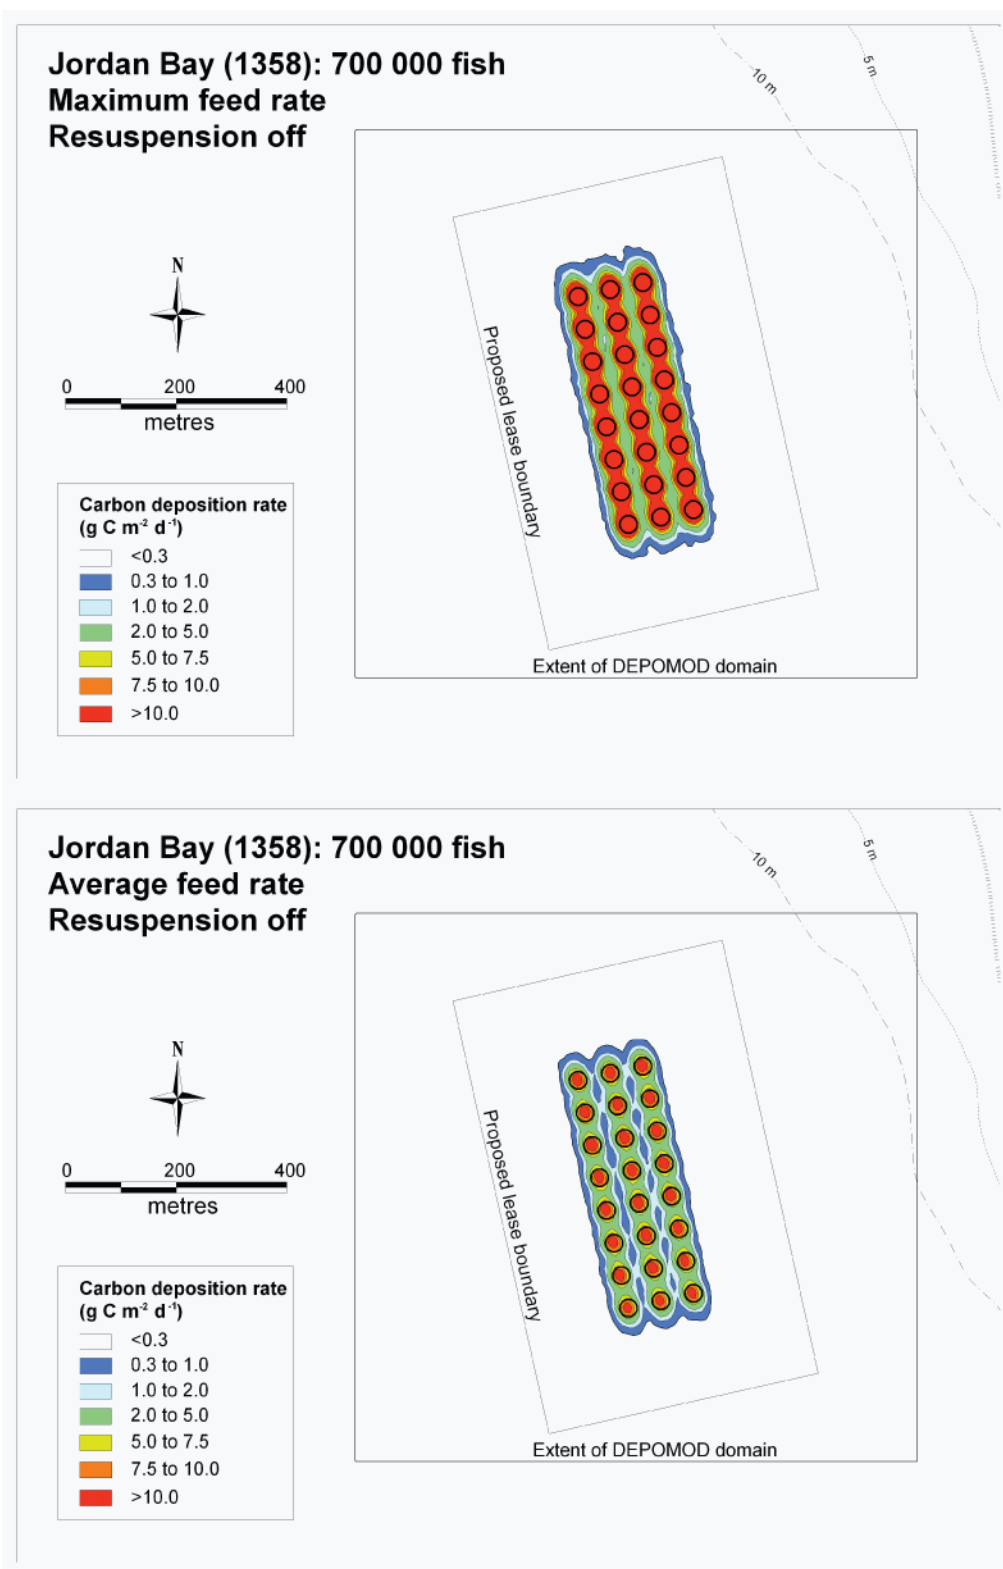 Jordan Bay (1358): 700 000 fish
Maximum feed rate
Resuspension off
10 m
5 m
N
0 200 400
metres
Proposed lease boundary
Carbon deposition rate
(g C m⁻² d⁻¹)
<0.3
0.3 to 1.0
1.0 to 2.0
2.0 to 5.0
5.0 to 7.5
7.5 to 10.0
>10.0
Extent of DEPOMOD domain
Jordan Bay (1358): 700 000 fish
Average feed rate
Resuspension off
10 m
5 m
N
0 200 400
metres
Proposed lease boundary
Carbon deposition rate
(g C m⁻² d⁻¹)
<0.3
0.3 to 1.0
1.0 to 2.0
2.0 to 5.0
5.0 to 7.5
7.5 to 10.0
>10.0
Extent of DEPOMOD domain